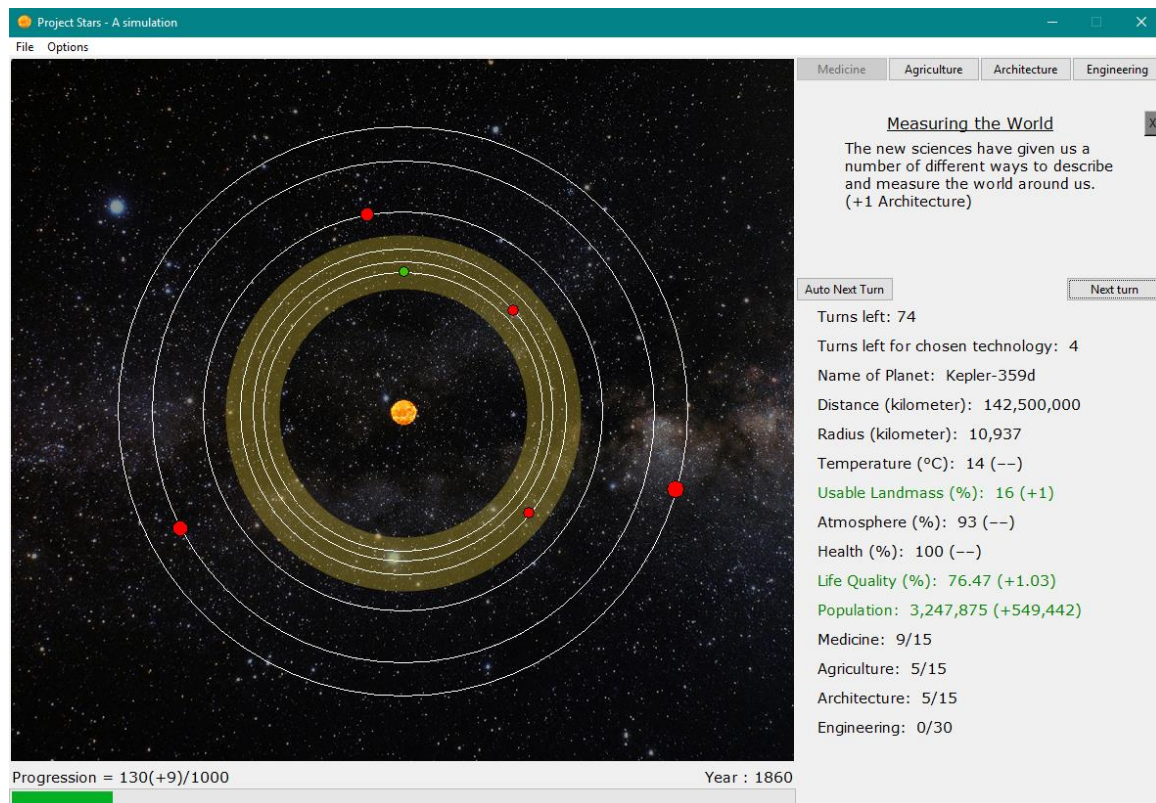 Project Stars - A simulation
File Options
Medicine Agriculture Architecture Engineering
Measuring the World
X
The new sciences have given us a
number of different ways to describe
and measure the world around us.
(+1 Architecture)
Auto Next Turn Next turn
Turns left: 74
Turns left for chosen technology: 4
Name of Planet: Kepler-359d
Distance (kilometer): 142,500,000
Radius (kilometer): 10,937
Temperature (°C): 14 (––)
Usable Landmass (%): 16 (+1)
Atmosphere (%): 93 (––)
Health (%): 100 (––)
Life Quality (%): 76.47 (+1.03)
Population: 3,247,875 (+549,442)
Medicine: 9/15
Agriculture: 5/15
Architecture: 5/15
Engineering: 0/30
Progression = 130(+9)/1000 Year : 1860